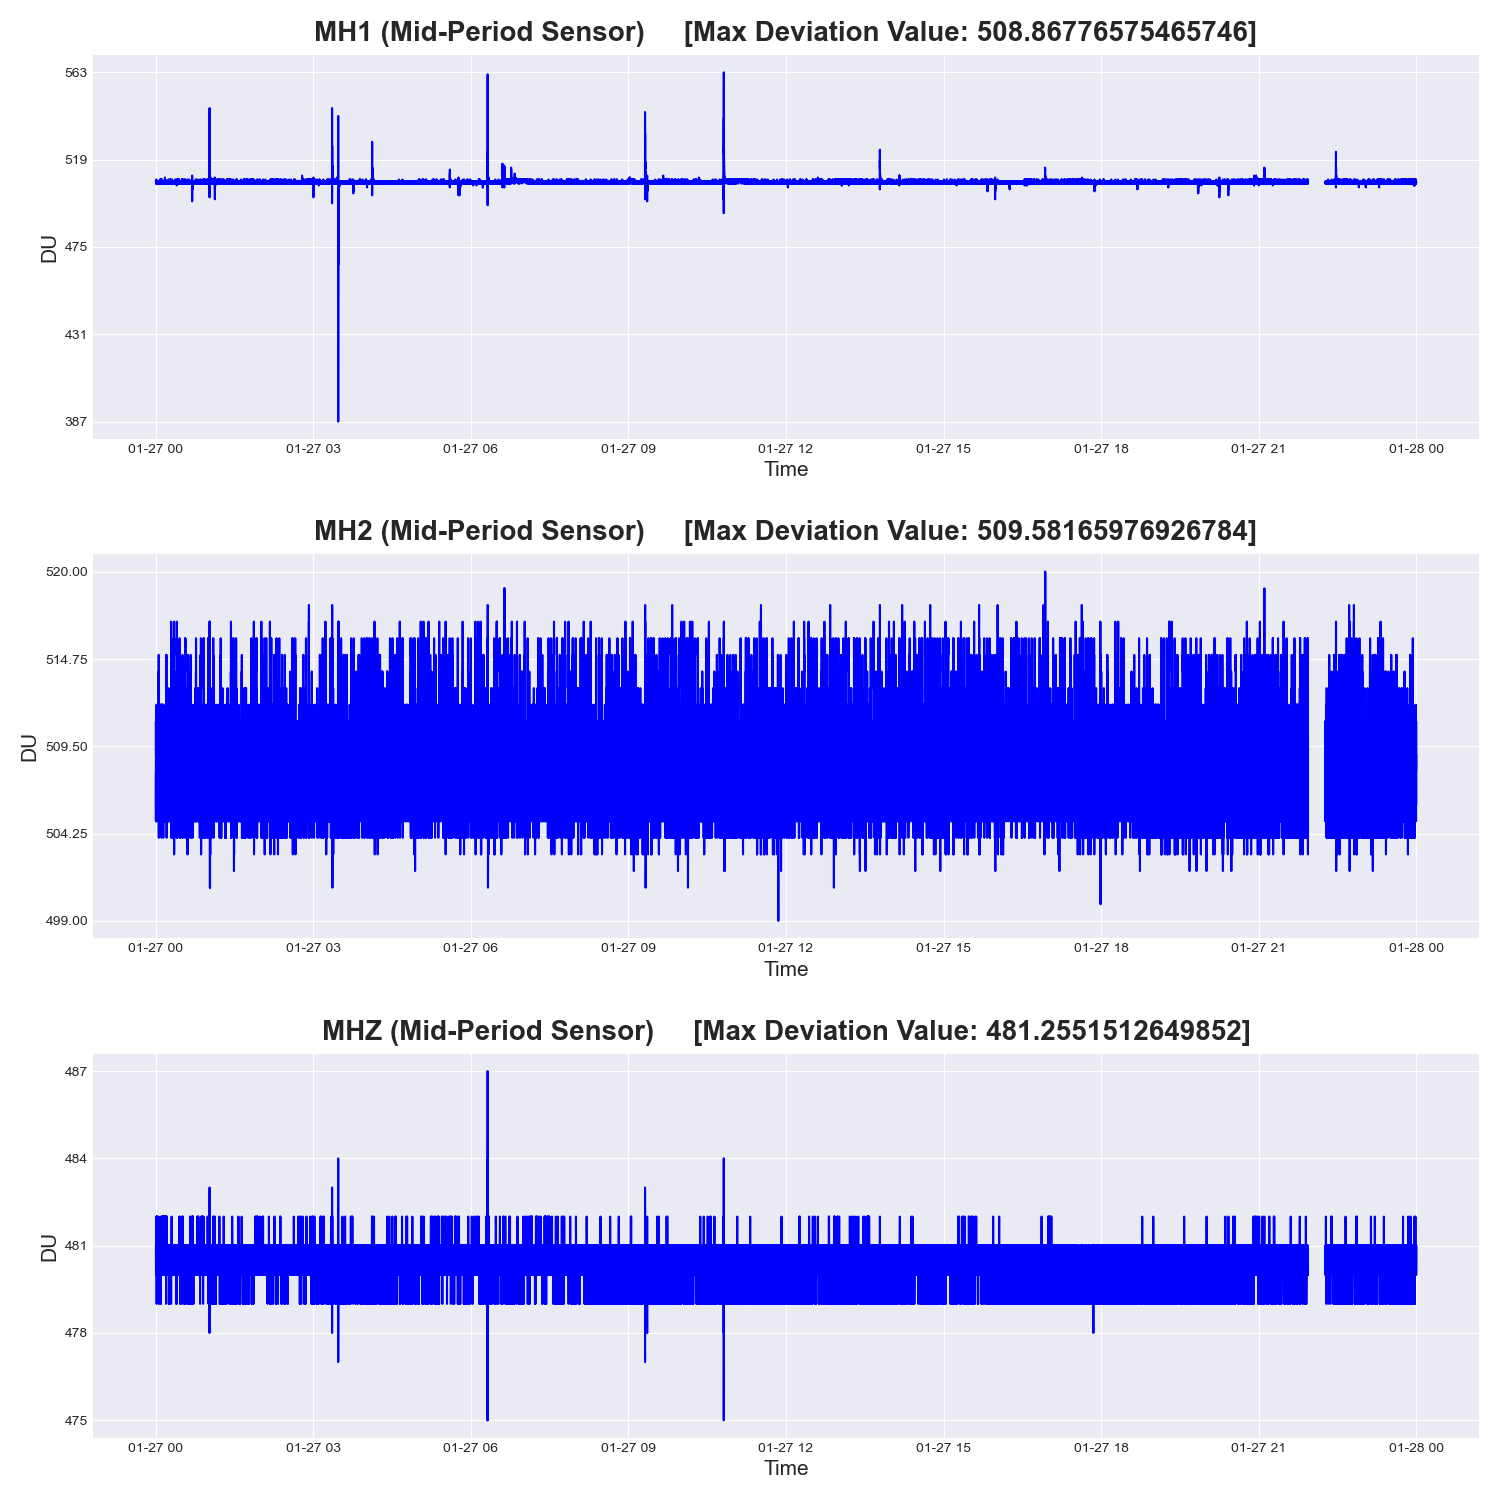 MH1 (Mid-Period Sensor) [Max Deviation Value: 508.86776575465746]
563
519
475
431
387
DU
01-27 00 01-27 03 01-27 06 01-27 09 01-27 12 01-27 15 01-27 18 01-27 21 01-28 00
Time
MH2 (Mid-Period Sensor) [Max Deviation Value: 509.58165976926784]
520.00
514.75
509.50
504.25
499.00
DU
01-27 00 01-27 03 01-27 06 01-27 09 01-27 12 01-27 15 01-27 18 01-27 21 01-28 00
Time
MHZ (Mid-Period Sensor) [Max Deviation Value: 481.2551512649852]
487
484
481
478
475
DU
01-27 00 01-27 03 01-27 06 01-27 09 01-27 12 01-27 15 01-27 18 01-27 21 01-28 00
Time